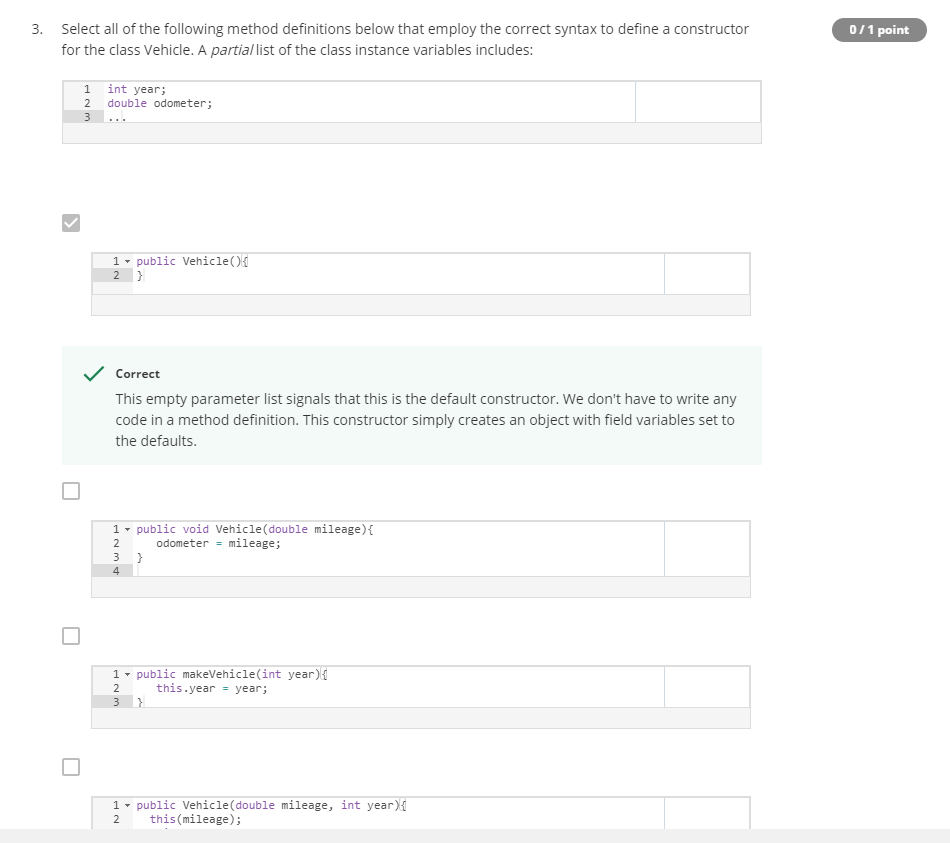 3. Select all of the following method definitions below that employ the correct syntax to define a constructor
for the class Vehicle. A partial list of the class instance variables includes:
0 / 1 point
1 int year;
2 double odometer;
3 ...
1 public Vehicle(){
2 }
Correct
This empty parameter list signals that this is the default constructor. We don't have to write any
code in a method definition. This constructor simply creates an object with field variables set to
the defaults.
1 public void Vehicle(double mileage){
2 odometer = mileage;
3 }
4
1 public makeVehicle(int year){
2 this.year = year;
3 }
1 public Vehicle(double mileage, int year){
2 this(mileage);